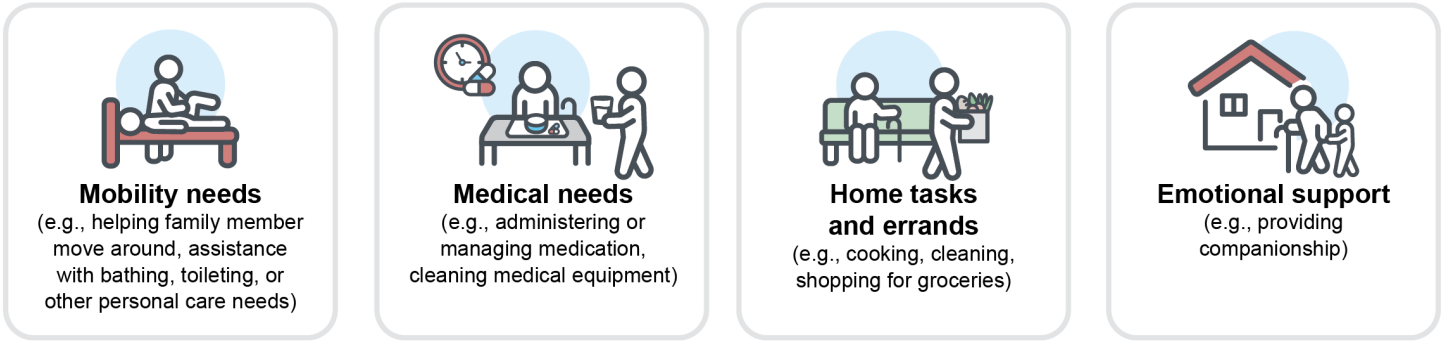 Mobility needs
(e.g., helping family member
move around, assistance
with bathing, toileting, or
other personal care needs)
Medical needs
(e.g., administering or
managing medication,
cleaning medical equipment)
Home tasks
and errands
(e.g., cooking, cleaning,
shopping for groceries)
Emotional support
(e.g., providing
companionship)